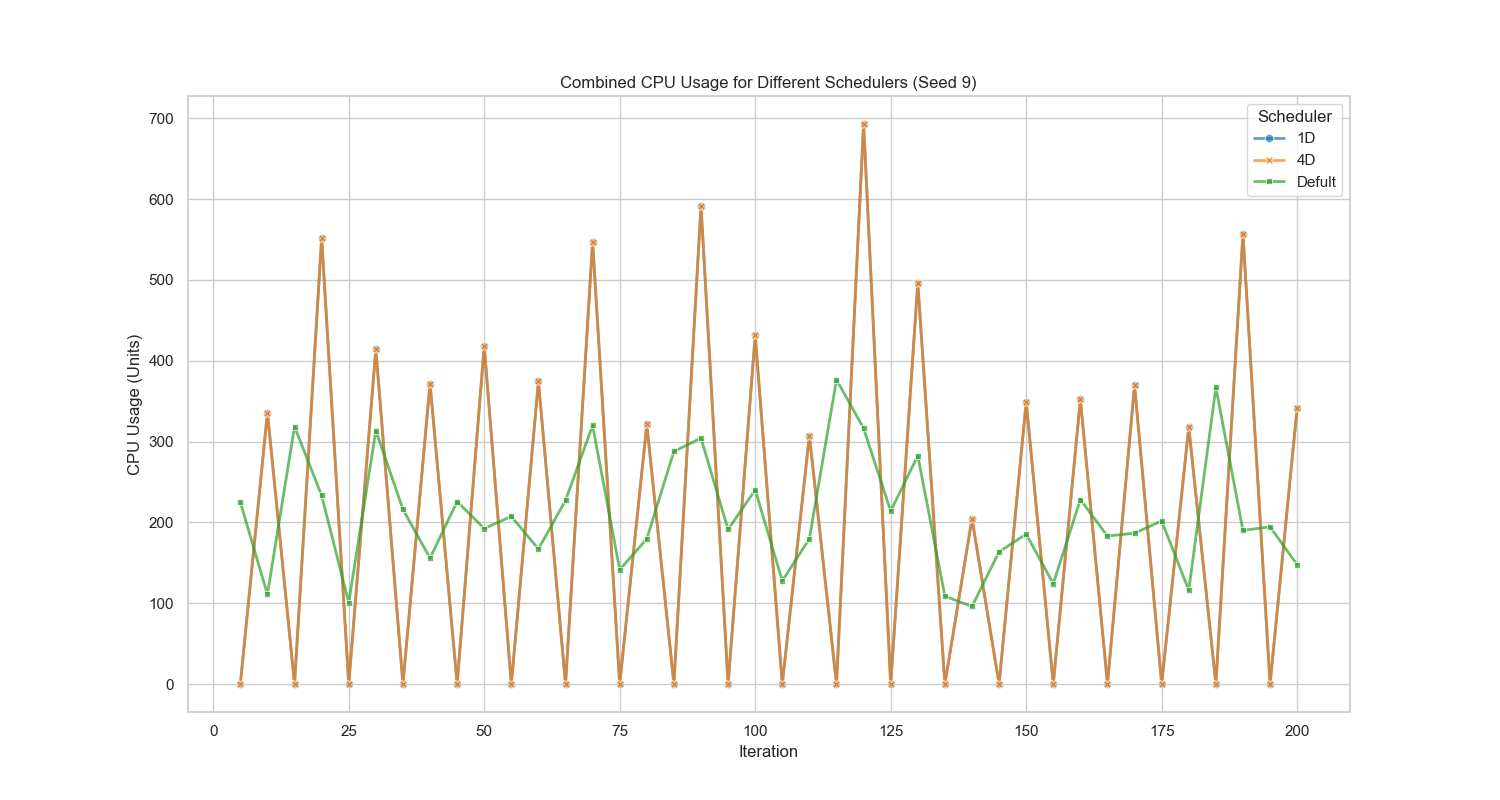 Combined CPU Usage for Different Schedulers (Seed 9)
Scheduler
1D
4D
Defult
700
600
500
400
300
200
100
0
CPU Usage (Units)
0 25 50 75 100 125 150 175 200
Iteration